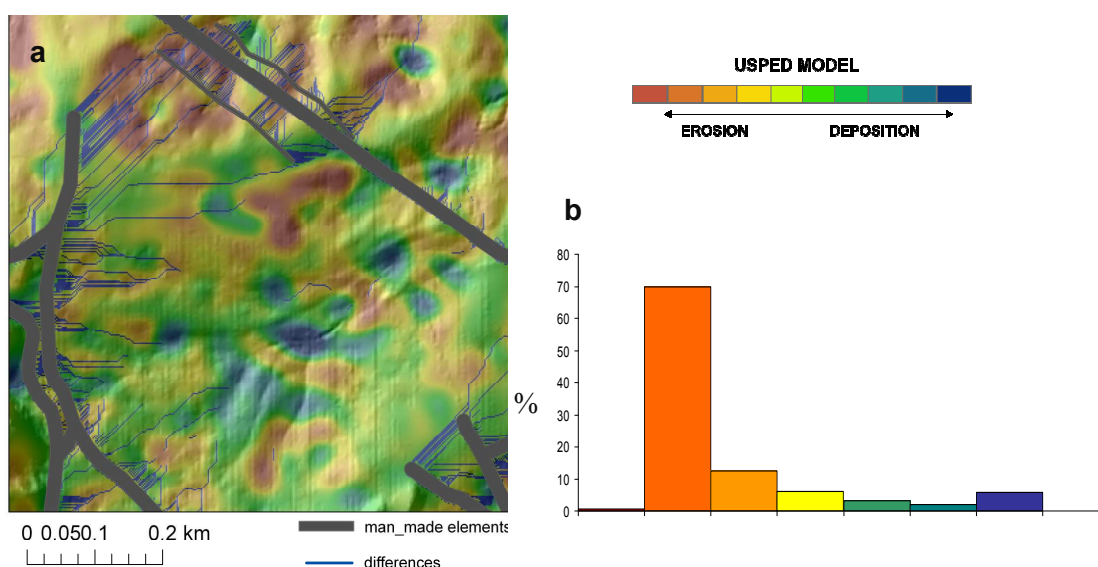 a
USPED MODEL
EROSION DEPOSITION
b
80
70
60
50
40
30
20
10
0
%
0 0.050.1 0.2 km
man_made elements
differences